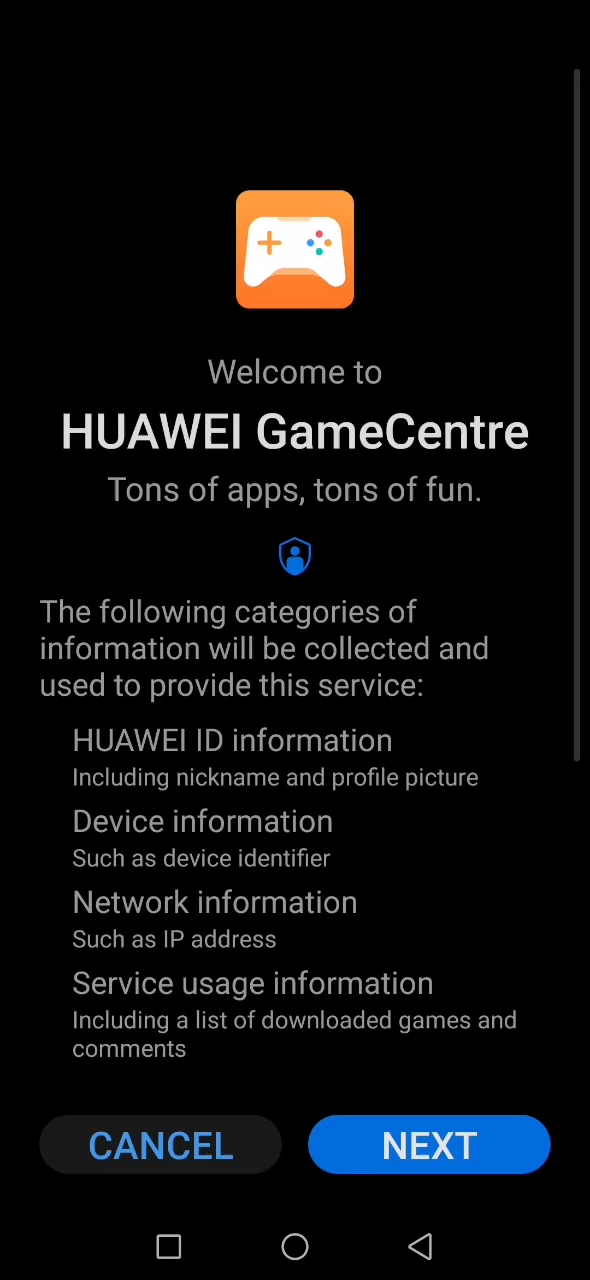 Welcome to
HUAWEI GameCentre
Tons of apps, tons of fun.
The following categories of
information will be collected and
used to provide this service:
HUAWEI ID information
Including nickname and profile picture
Device information
Such as device identifier
Network information
Such as IP address
Service usage information
Including a list of downloaded games and
comments
CANCEL
NEXT